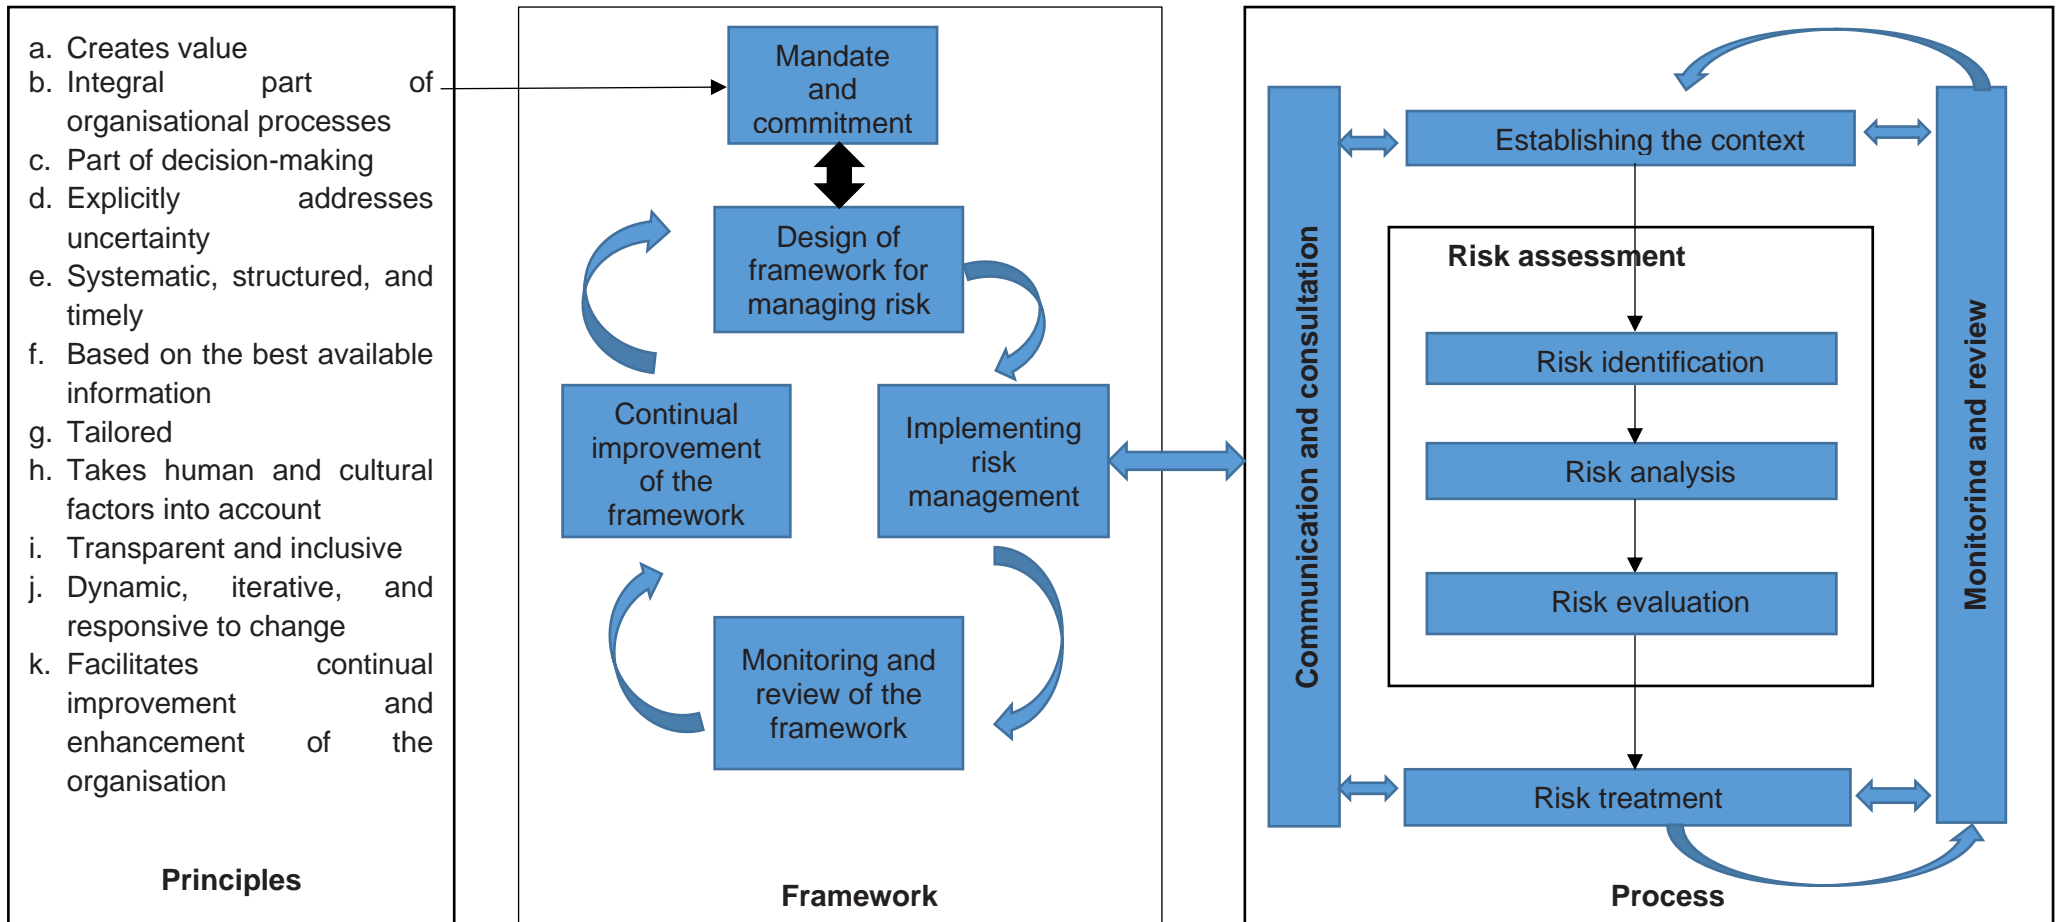 a. Creates value
b. Integral part of
organisational processes
c. Part of decision-making
d. Explicitly addresses
uncertainty
e. Systematic, structured, and
timely
f. Based on the best available
information
g. Tailored
h. Takes human and cultural
factors into account
i. Transparent and inclusive
j. Dynamic, iterative, and
responsive to change
k. Facilitates continual
improvement and
enhancement of the
organisation
Principles
Mandate
and
commitment
Design of
framework for
managing risk
Continual
improvement
of the
framework
Implementing
risk
management
Monitoring and
review of the
framework
Framework
Communication and consultation
Establishing the context
Risk assessment
Risk identification
Risk analysis
Risk evaluation
Risk treatment
Monitoring and review
Process